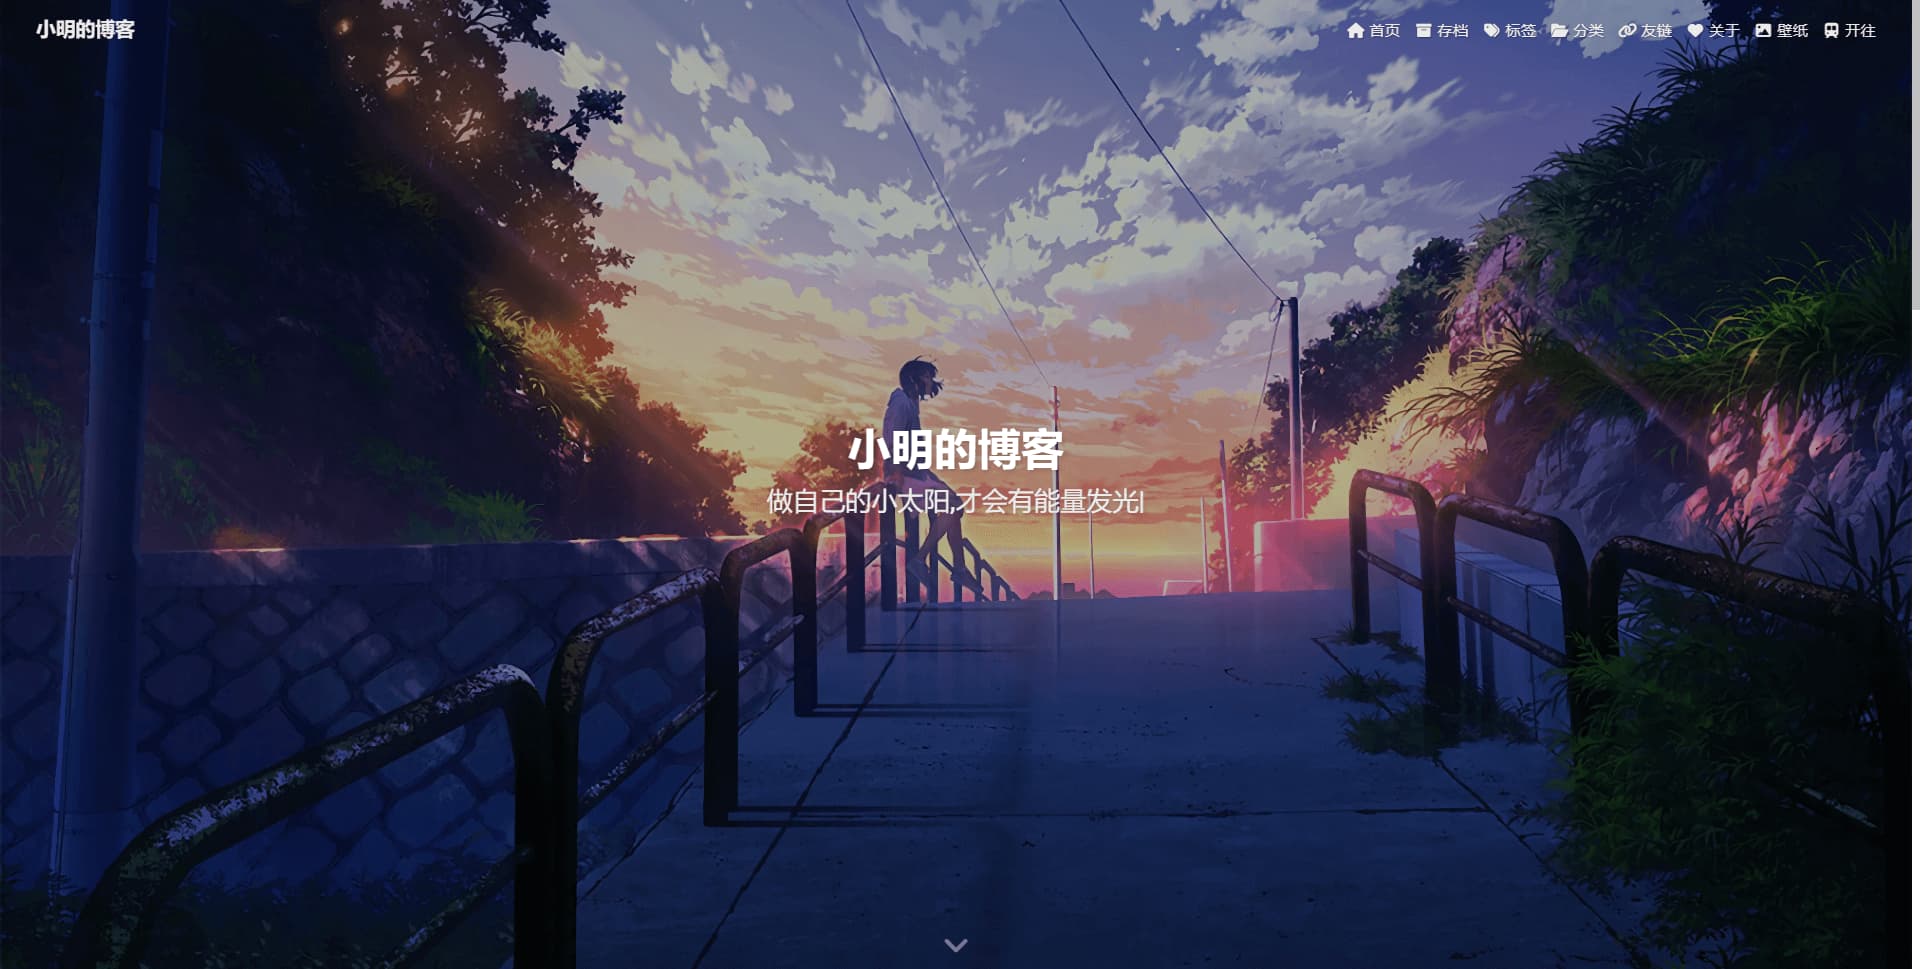 小明的博客
首页 存档 标签 分类 友链 关于 壁纸 开往
小明的博客
做自己的小太阳,才会有能量发光|